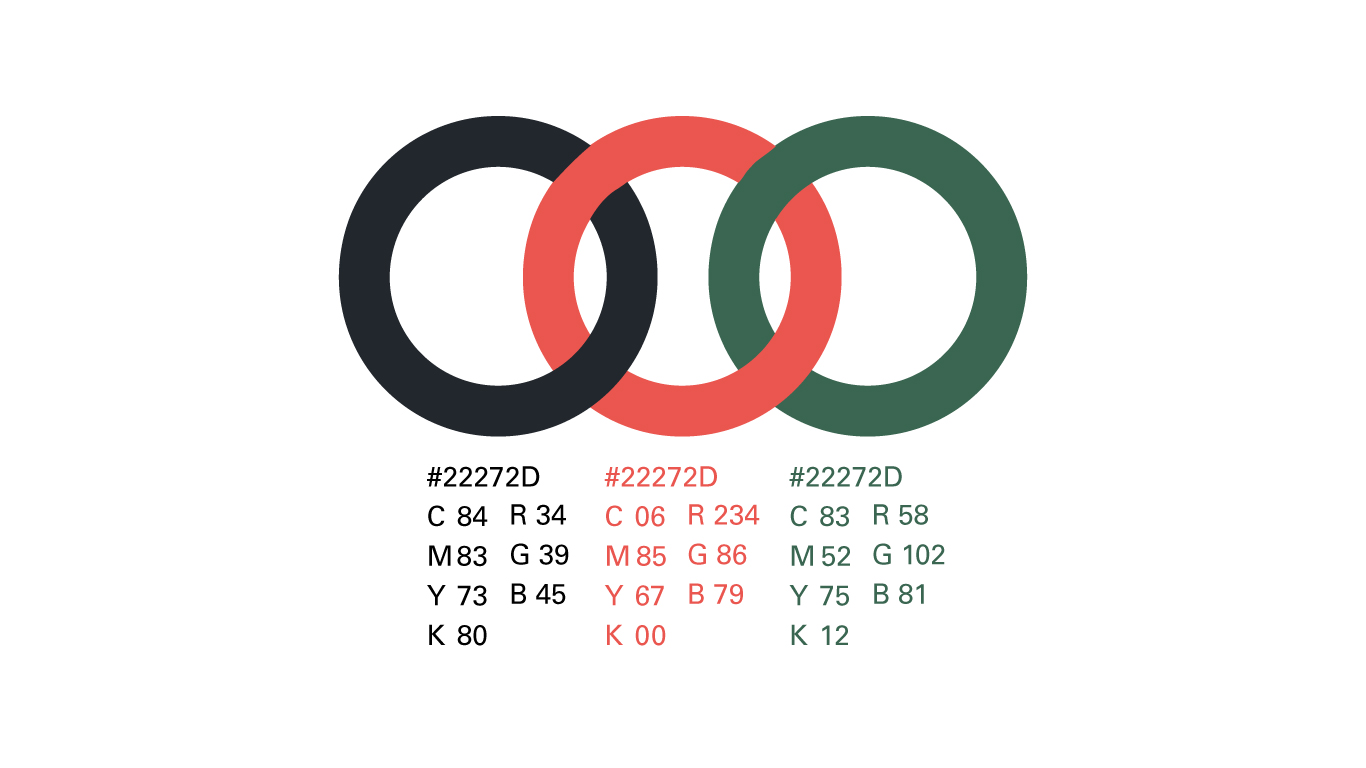 #22272D
C 84 R 34
M 83 G 39
Y 73 B 45
K 80
#22272D
C 06 R 234
M 85 G 86
Y 67 B 79
K 00
#22272D
C 83 R 58
M 52 G 102
Y 75 B 81
K 12